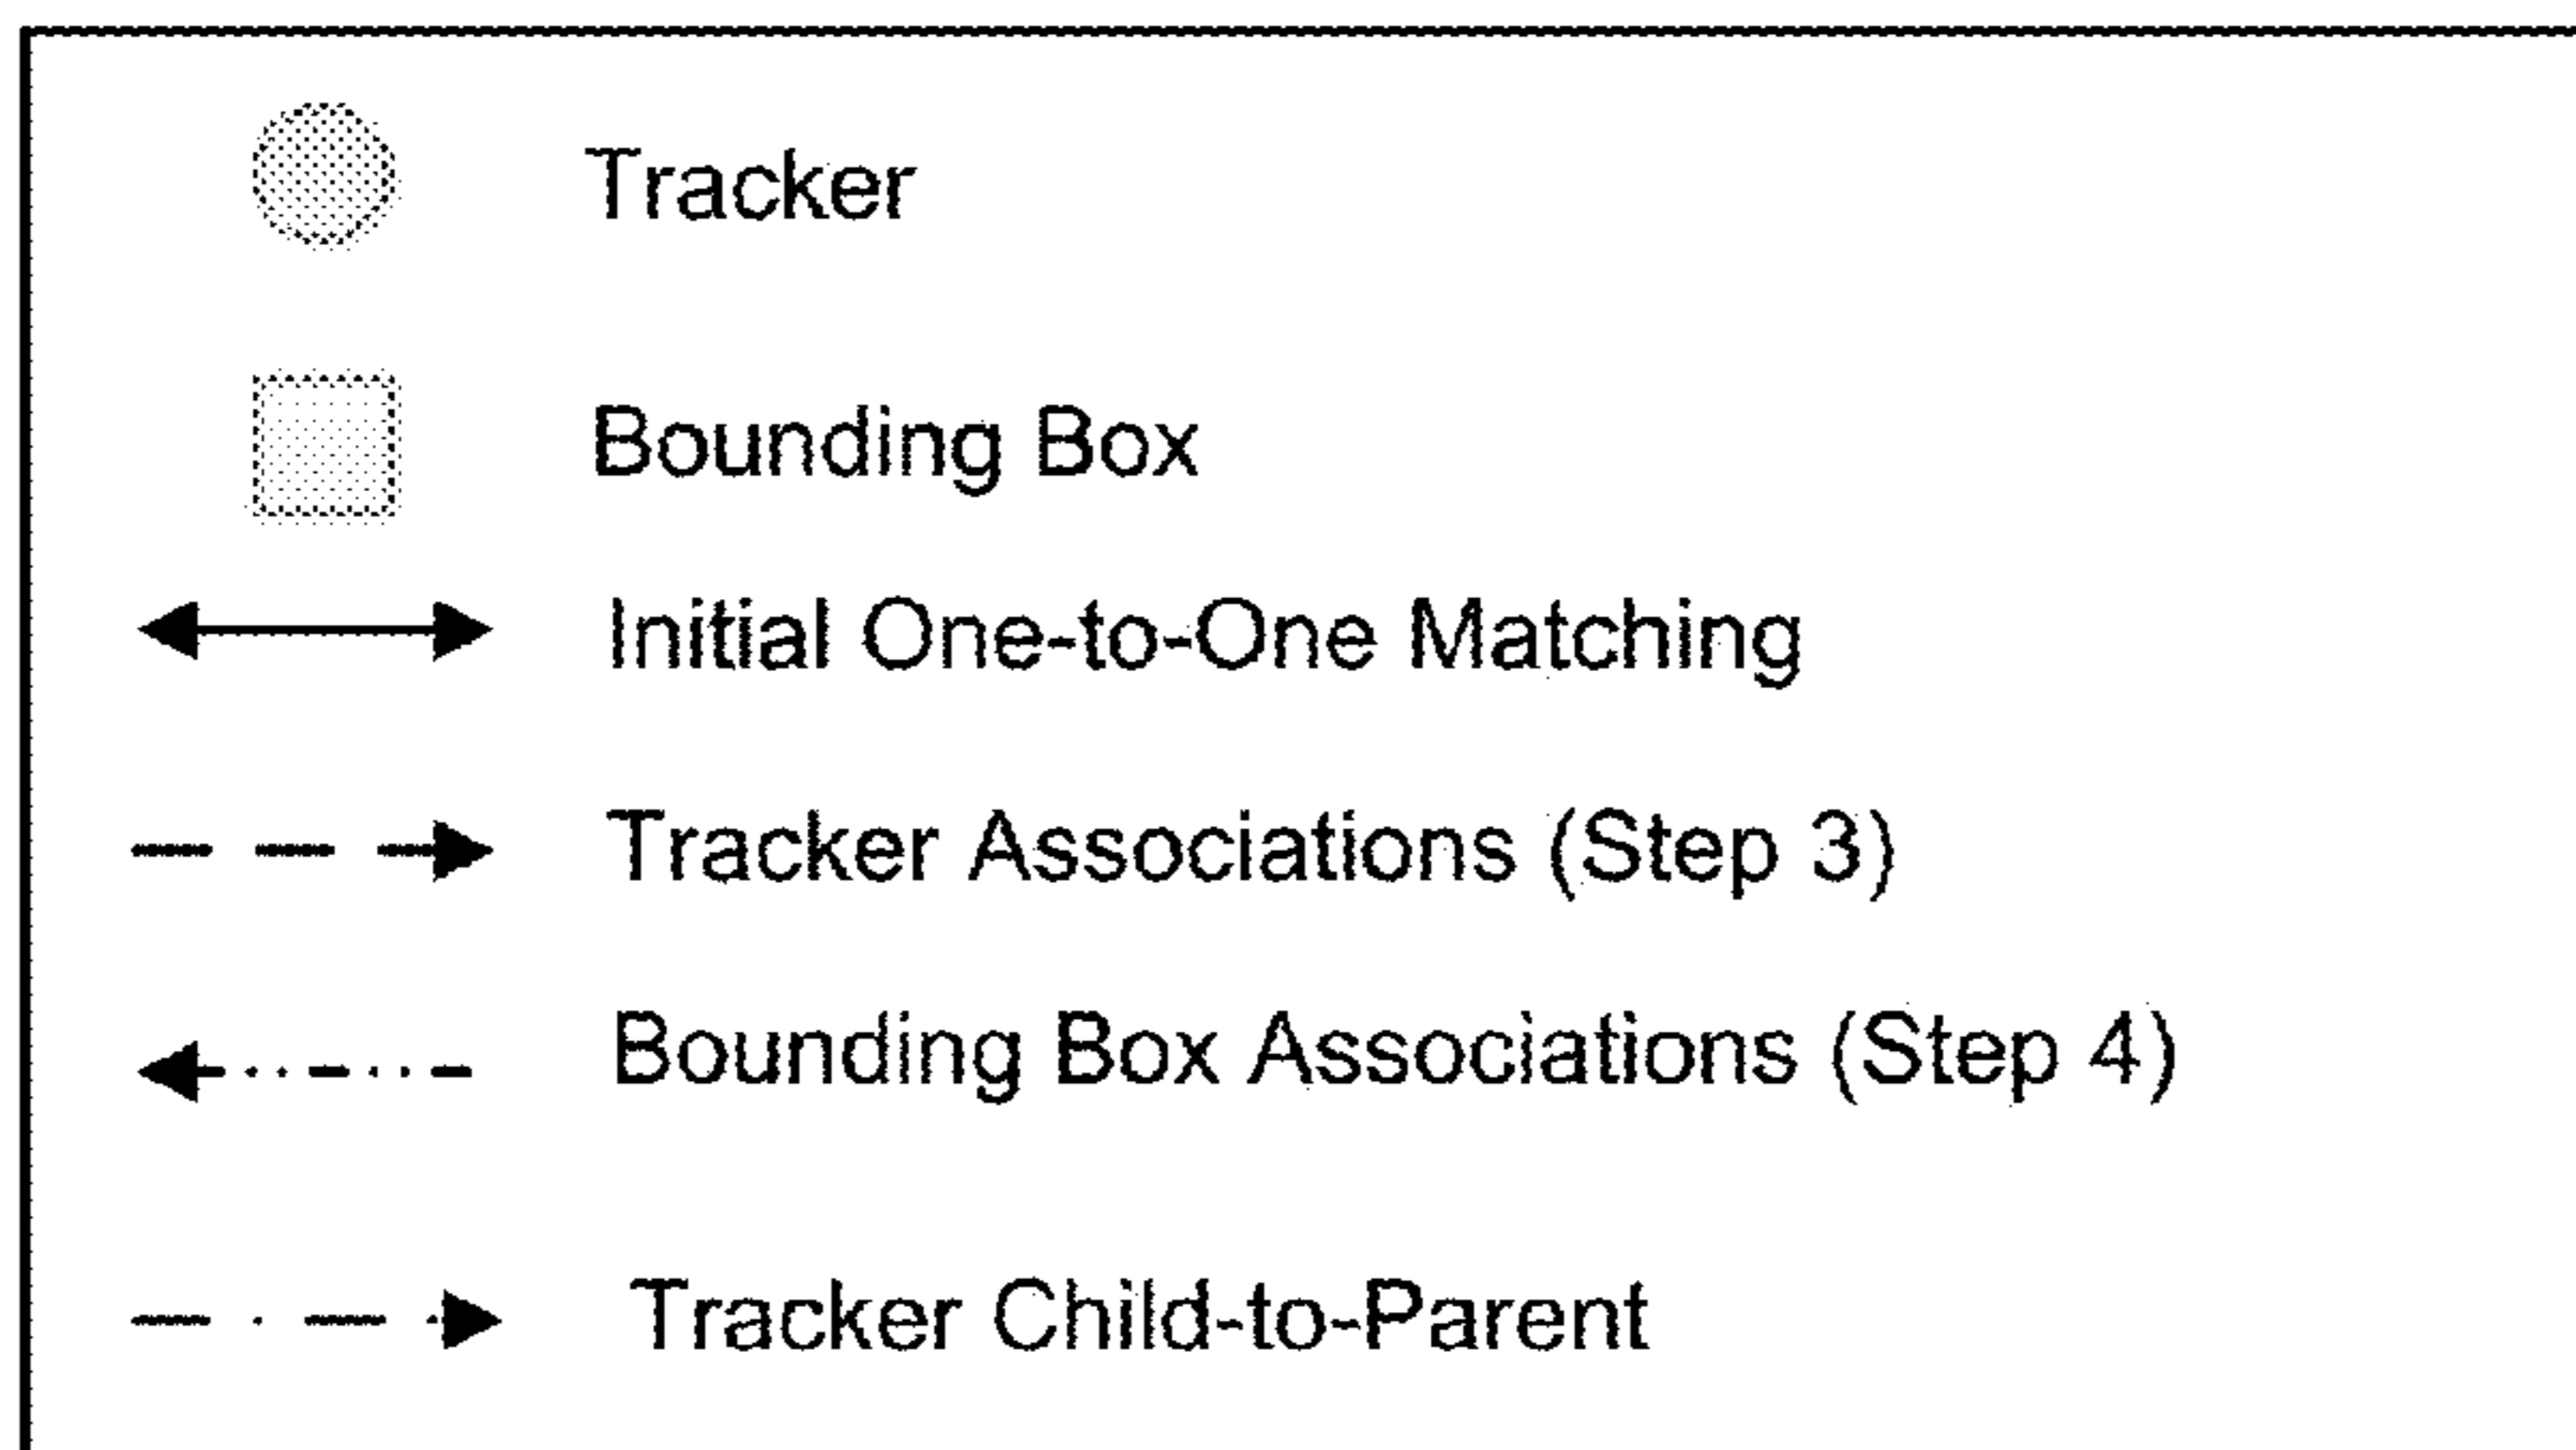 Tracker
Bounding Box
Initial One-to-One Matching
Tracker Associations (Step 3)
Bounding Box Associations (Step 4)
Tracker Child-to-Parent